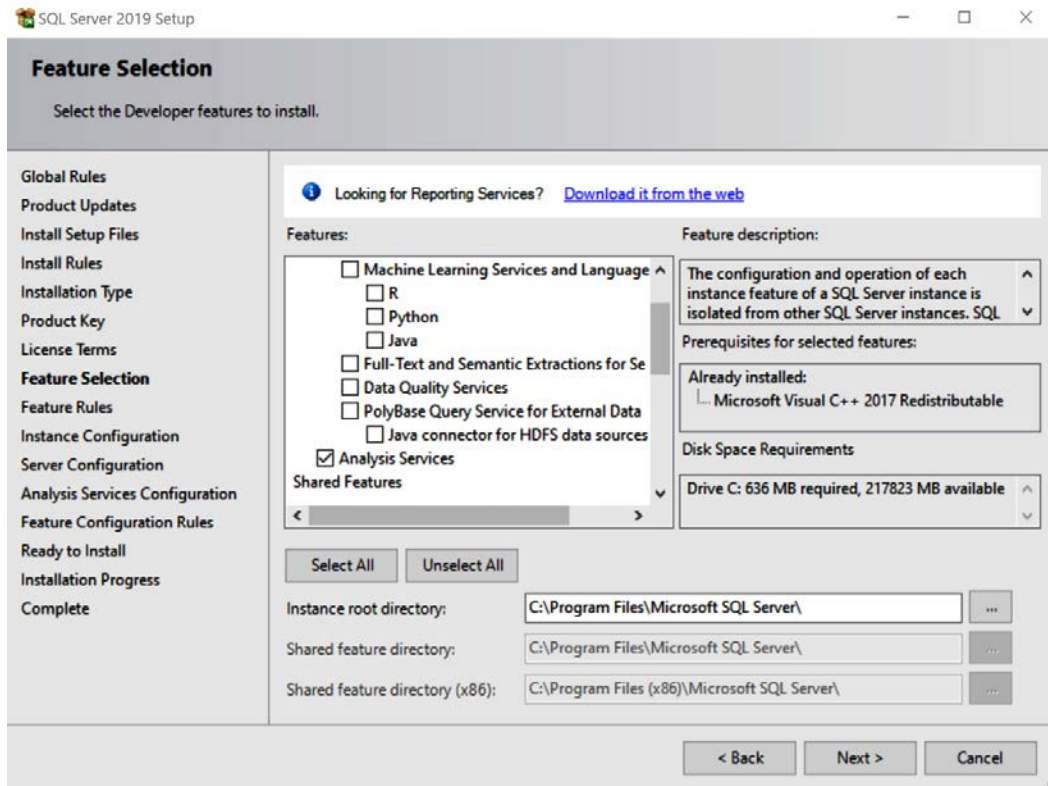 SQL Server 2019 Setup
Feature Selection
Select the Developer features to install.
Global Rules
Product Updates
Install Setup Files
Install Rules
Installation Type
Product Key
License Terms
Feature Selection
Feature Rules
Instance Configuration
Server Configuration
Analysis Services Configuration
Feature Configuration Rules
Ready to Install
Installation Progress
Complete
Looking for Reporting Services? Download it from the web
Features:
Machine Learning Services and Language
R
Python
Java
Full-Text and Semantic Extractions for Se
Data Quality Services
PolyBase Query Service for External Data
Java connector for HDFS data sources
Analysis Services
Shared Features
Feature description:
The configuration and operation of each
instance feature of a SQL Server instance is
isolated from other SQL Server instances. SQL
Prerequisites for selected features:
Already installed:
Microsoft Visual C++ 2017 Redistributable
Disk Space Requirements
Drive C: 636 MB required, 217823 MB available
Select All
Unselect All
Instance root directory: C:\Program Files\Microsoft SQL Server\
...
Shared feature directory: C:\Program Files\Microsoft SQL Server\
...
Shared feature directory (x86): C:\Program Files (x86)\Microsoft SQL Server\
...
< Back
Next >
Cancel